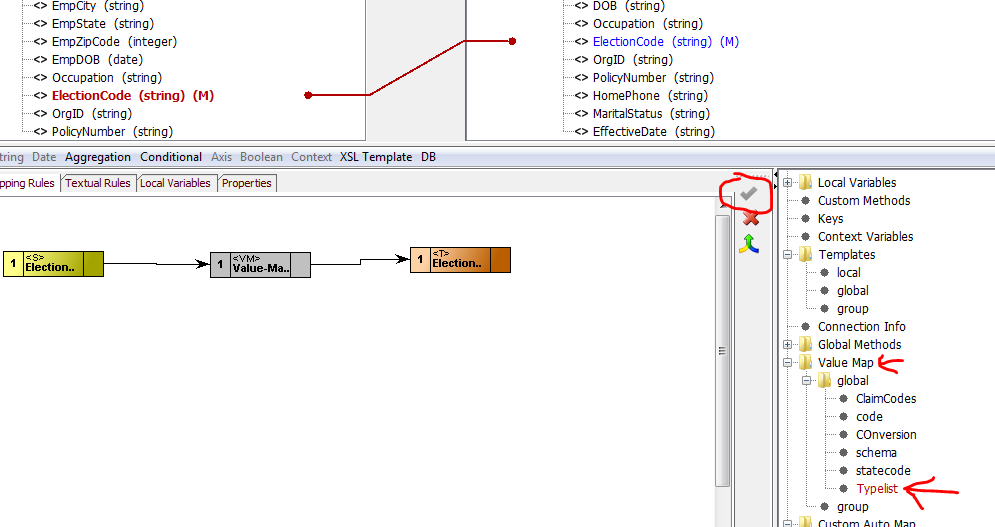 <> EmpCity (string)
<> EmpState (string)
<> EmpZipCode (integer)
<> EmpDOB (date)
<> Occupation (string)
<> ElectionCode (string) (M)
<> OrgID (string)
<> PolicyNumber (string)
<> DOB (string)
<> Occupation (string)
<> ElectionCode (string) (M)
<> OrgID (string)
<> PolicyNumber (string)
<> HomePhone (string)
<> MaritalStatus (string)
<> EffectiveDate (string)
tring Date Aggregation Conditional Axis Boolean Context XSL Template DB
pping Rules Textual Rules Local Variables Properties
1 <S> Election..
1 <VM> Value-Ma..
1 <T> Election..
Local Variables
Custom Methods
Keys
Context Variables
Templates
local
global
group
Connection Info
Global Methods
Value Map
global
ClaimCodes
code
COnversion
schema
statecode
Typelist
group
Custom Auto Map